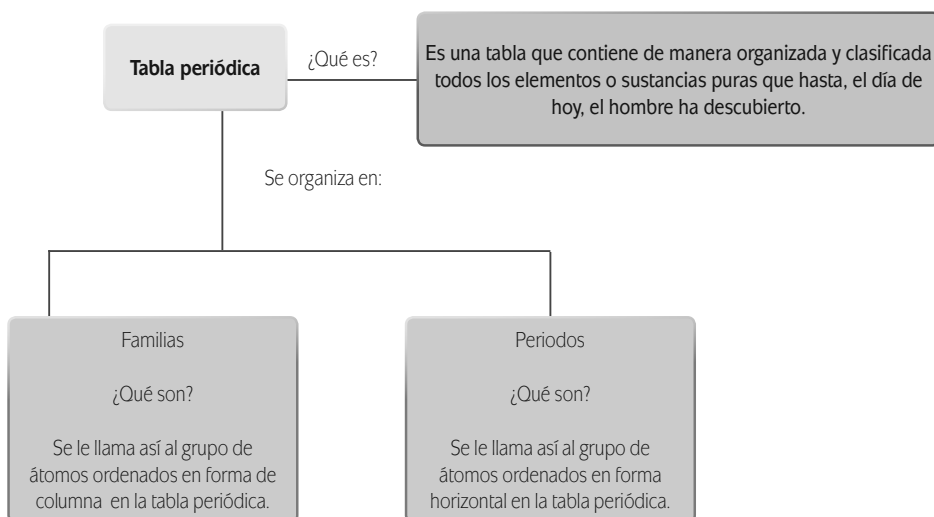 Tabla periódica
¿Qué es?
Es una tabla que contiene de manera organizada y clasificada
todos los elementos o sustancias puras que hasta, el día de
hoy, el hombre ha descubierto.
Se organiza en:
Familias
¿Qué son?
Se le llama así al grupo de
átomos ordenados en forma de
columna en la tabla periódica.
Periodos
¿Qué son?
Se le llama así al grupo de
átomos ordenados en forma
horizontal en la tabla periódica.